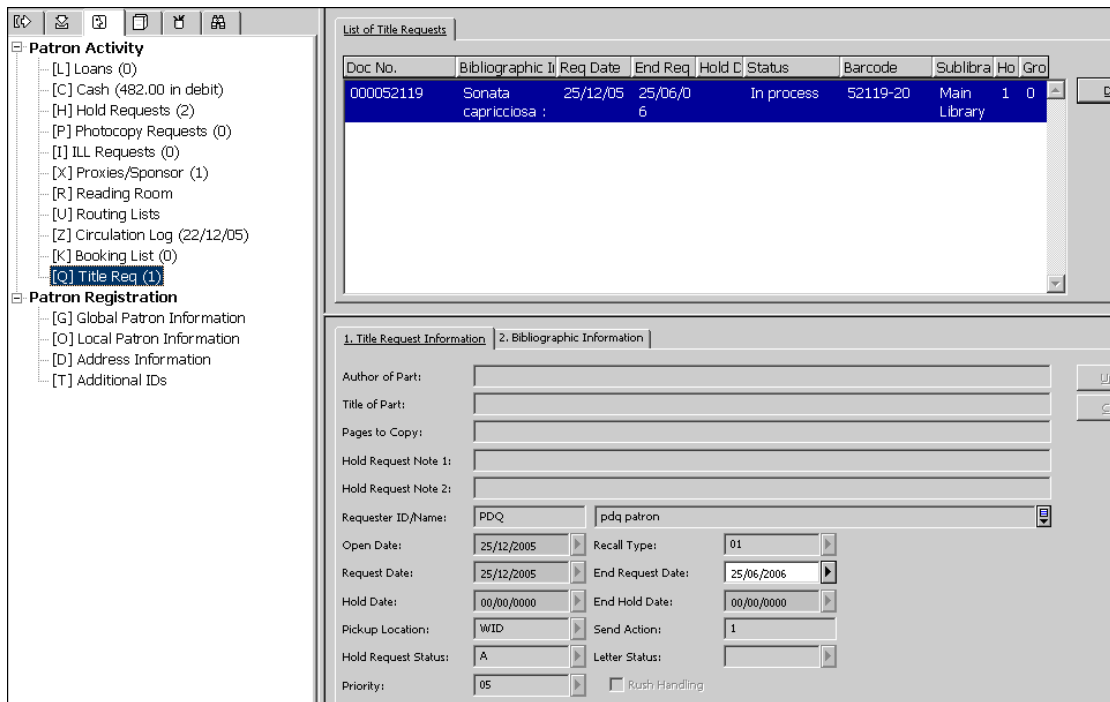 Patron Activity
[L] Loans (0)
[C] Cash (482.00 in debit)
[H] Hold Requests (2)
[P] Photocopy Requests (0)
[I] ILL Requests (0)
[X] Proxies/Sponsor (1)
[R] Reading Room
[U] Routing Lists
[Z] Circulation Log (22/12/05)
[K] Booking List (0)
[Q] Title Req (1)
Patron Registration
[G] Global Patron Information
[O] Local Patron Information
[D] Address Information
[T] Additional IDs
List of Title Requests
Doc No. Bibliographic I Req Date End Req Hold D Status Barcode Sublibra Ho Gro
000052119 Sonata 25/12/05 25/06/0 In process 52119-20 Main 1 0
capricciosa : 6 Library
D
1. Title Request Information 2. Bibliographic Information
Author of Part:
Title of Part:
Pages to Copy:
Hold Request Note 1:
Hold Request Note 2:
Requester ID/Name: PDQ pdq patron
Open Date: 25/12/2005 Recall Type: 01
Request Date: 25/12/2005 End Request Date: 25/06/2006
Hold Date: 00/00/0000 End Hold Date: 00/00/0000
Pickup Location: WID Send Action: 1
Hold Request Status: A Letter Status:
Priority: 05 Rush Handling